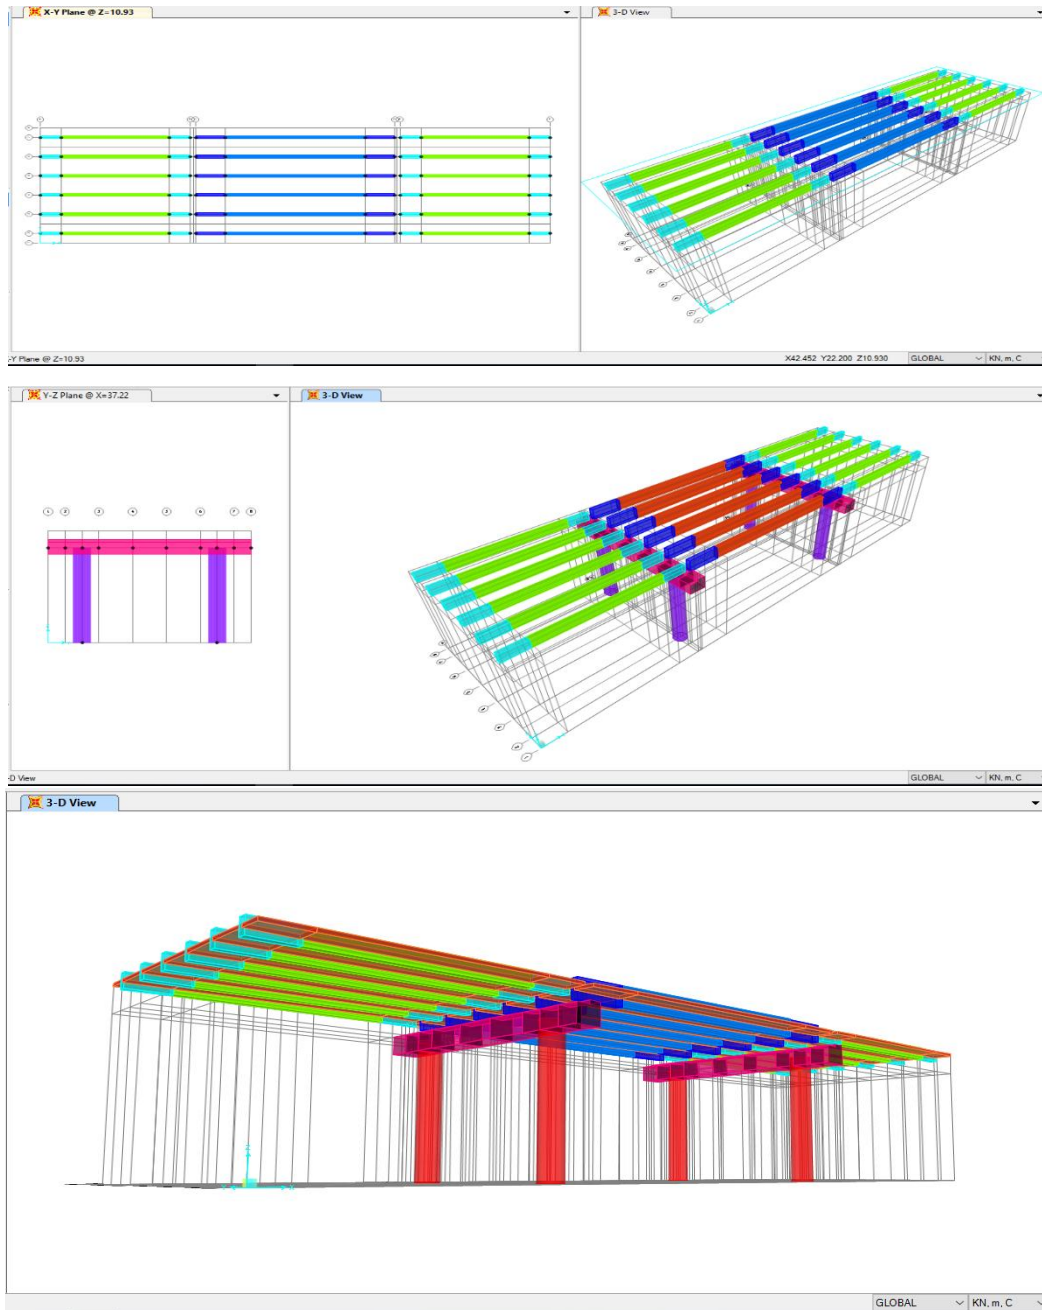 X-Y Plane @ Z=10.93
3-D View
-Y Plane @ Z=10.93
X42.452 Y22.200 Z10.930
GLOBAL
KN, m, C
Y-Z Plane @ X=37.22
3-D View
-D View
GLOBAL
KN, m, C
3-D View
GLOBAL
KN, m, C